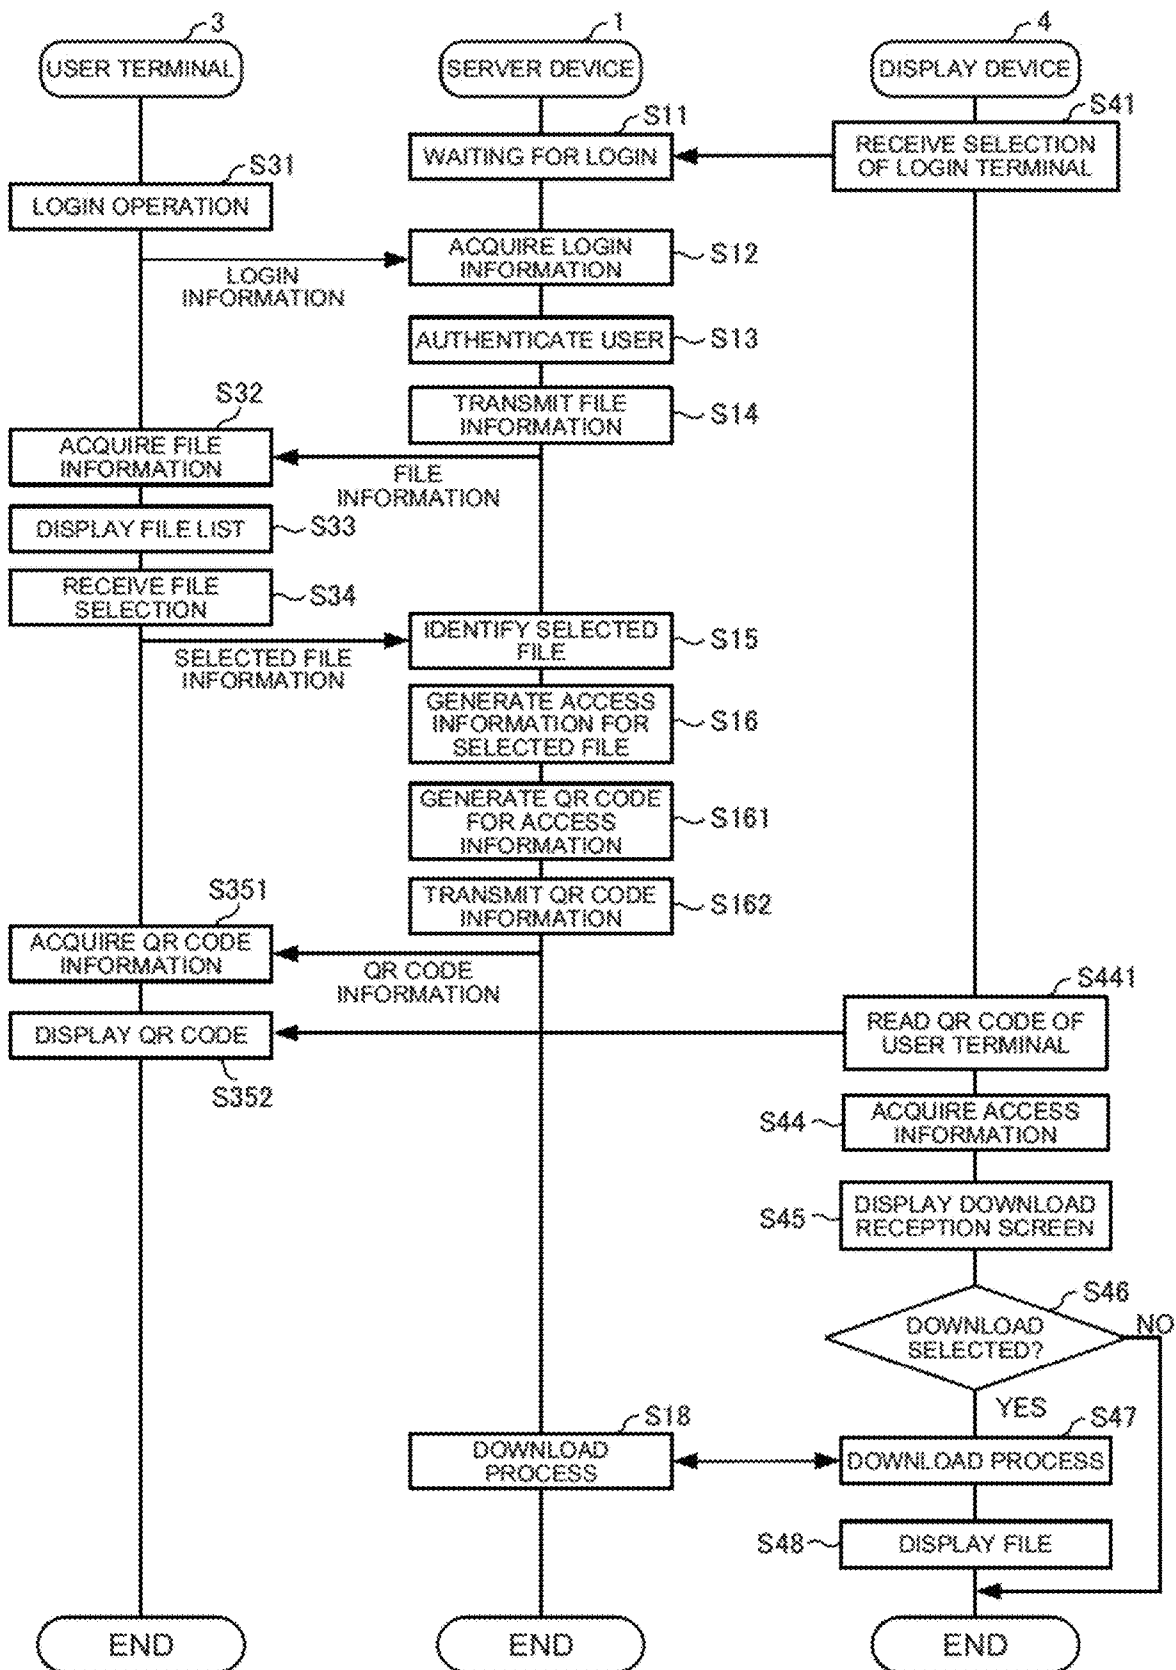 3
1
4
USER TERMINAL
SERVER DEVICE
DISPLAY DEVICE
S11
S41
WAITING FOR LOGIN
RECEIVE SELECTION
OF LOGIN TERMINAL
S31
LOGIN OPERATION
ACQUIRE LOGIN
INFORMATION
S12
LOGIN
INFORMATION
AUTHENTICATE USER
S13
S32
TRANSMIT FILE
INFORMATION
S14
ACQUIRE FILE
INFORMATION
FILE
INFORMATION
DISPLAY FILE LIST
S33
RECEIVE FILE
SELECTION
S34
IDENTIFY SELECTED
FILE
S15
SELECTED FILE
INFORMATION
GENERATE ACCESS
INFORMATION FOR
SELECTED FILE
S16
GENERATE QR CODE
FOR ACCESS
INFORMATION
S161
S351
TRANSMIT QR CODE
INFORMATION
S162
ACQUIRE QR CODE
INFORMATION
QR CODE
INFORMATION
S441
DISPLAY QR CODE
READ QR CODE OF
USER TERMINAL
S352
S44
ACQUIRE ACCESS
INFORMATION
S45
DISPLAY DOWNLOAD
RECEPTION SCREEN
S46
DOWNLOAD
SELECTED?
NO
YES
S18
S47
DOWNLOAD
PROCESS
DOWNLOAD PROCESS
S48
DISPLAY FILE
END
END
END